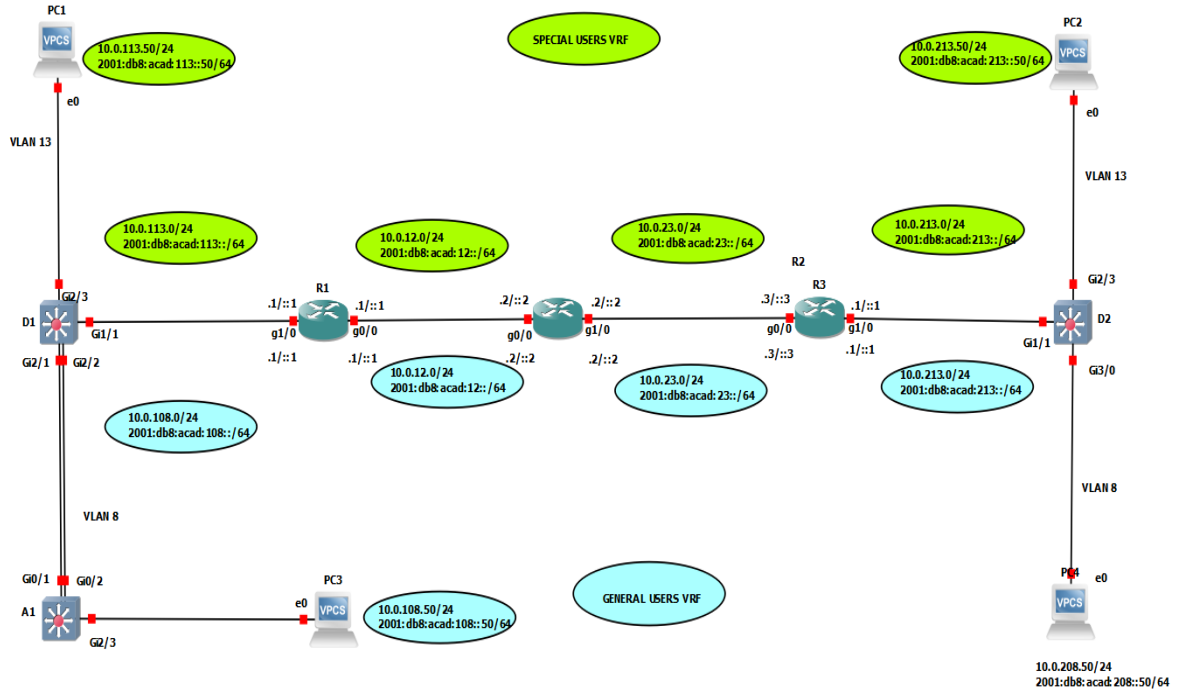 PC1
VPCS
10.0.113.50/24
2001:db8:acad:113::50/64
e0
VLAN 13
SPECIAL USERS VRF
PC2
VPCS
10.0.213.50/24
2001:db8:acad:213::50/64
e0
VLAN 13
10.0.113.0/24
2001:db8:acad:113::/64
10.0.12.0/24
2001:db8:acad:12::/64
10.0.23.0/24
2001:db8:acad:23::/64
10.0.213.0/24
2001:db8:acad:213::/64
R2
Gi2/3
D1
Gi1/1
Gi2/1
Gi2/2
R1
.1/::1
.1/::1
g1/0
g0/0
.1/::1
.1/::1
.2/::2
.2/::2
g0/0
g1/0
.2/::2
.2/::2
R3
.3/::3
.1/::1
g0/0
g1/0
.3/::3
.1/::1
Gi2/3
D2
Gi1/1
Gi3/0
10.0.108.0/24
2001:db8:acad:108::/64
10.0.12.0/24
2001:db8:acad:12::/64
10.0.23.0/24
2001:db8:acad:23::/64
10.0.213.0/24
2001:db8:acad:213::/64
VLAN 8
VLAN 8
Gi0/1
Gi0/2
A1
Gi2/3
PC3
e0
VPCS
10.0.108.50/24
2001:db8:acad:108::50/64
GENERAL USERS VRF
PC4
e0
VPCS
10.0.208.50/24
2001:db8:acad:208::50/64